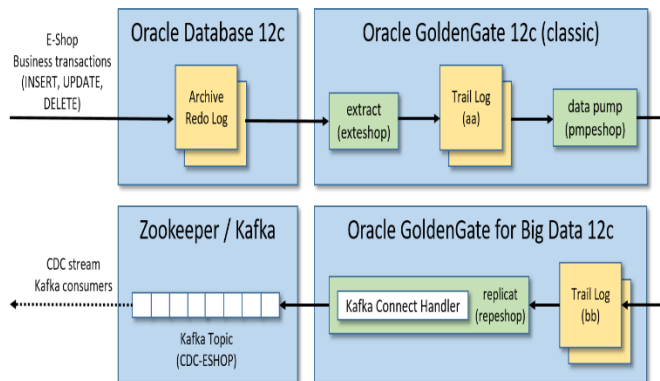 E-Shop
Business transactions
(INSERT, UPDATE,
DELETE)
Oracle Database 12c
Archive
Redo Log
Oracle GoldenGate 12c (classic)
extract
(exteshop)
Trail Log
(aa)
data pump
(pmpeshop)
CDC stream
Kafka consumers
Zookeeper / Kafka
Kafka Topic
(CDC-ESHOP)
Oracle GoldenGate for Big Data 12c
Kafka Connect Handler
replicat
(repeshop)
Trail Log
(bb)